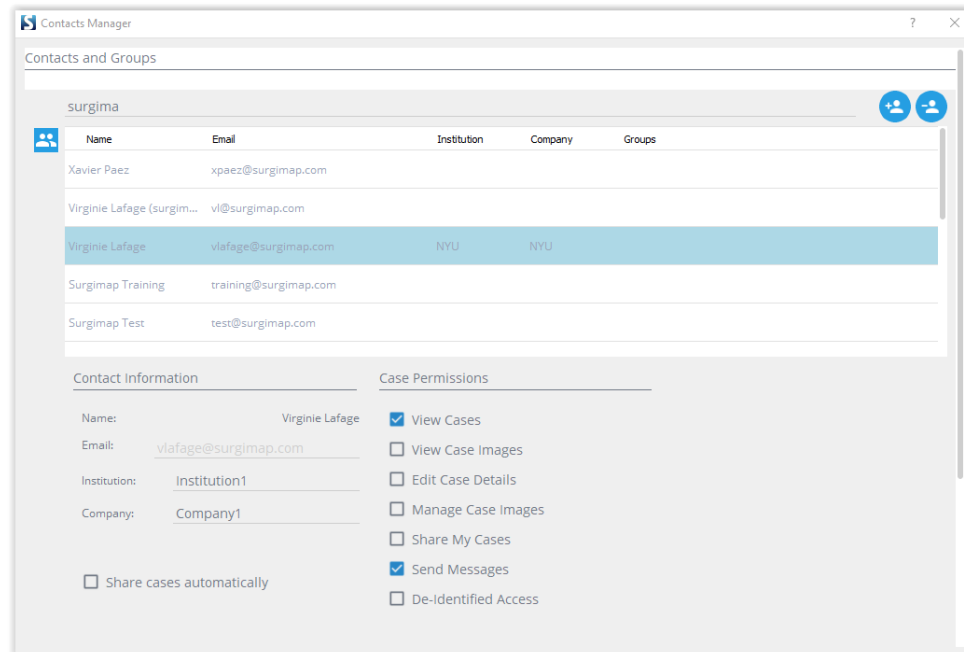 Contacts Manager ?
Contacts and Groups
surgima
Name Email Institution Company Groups
Xavier Paez xpaez@surgimap.com
Virginie Lafage (surgim... vl@surgimap.com
Virginie Lafage vlafage@surgimap.com NYU NYU
Surgimap Training training@surgimap.com
Surgimap Test test@surgimap.com
Contact Information
Name: Virginie Lafage
Email: vlafage@surgimap.com
Institution: Institution1
Company: Company1
Share cases automatically
Case Permissions
View Cases
View Case Images
Edit Case Details
Manage Case Images
Share My Cases
Send Messages
De-Identified Access